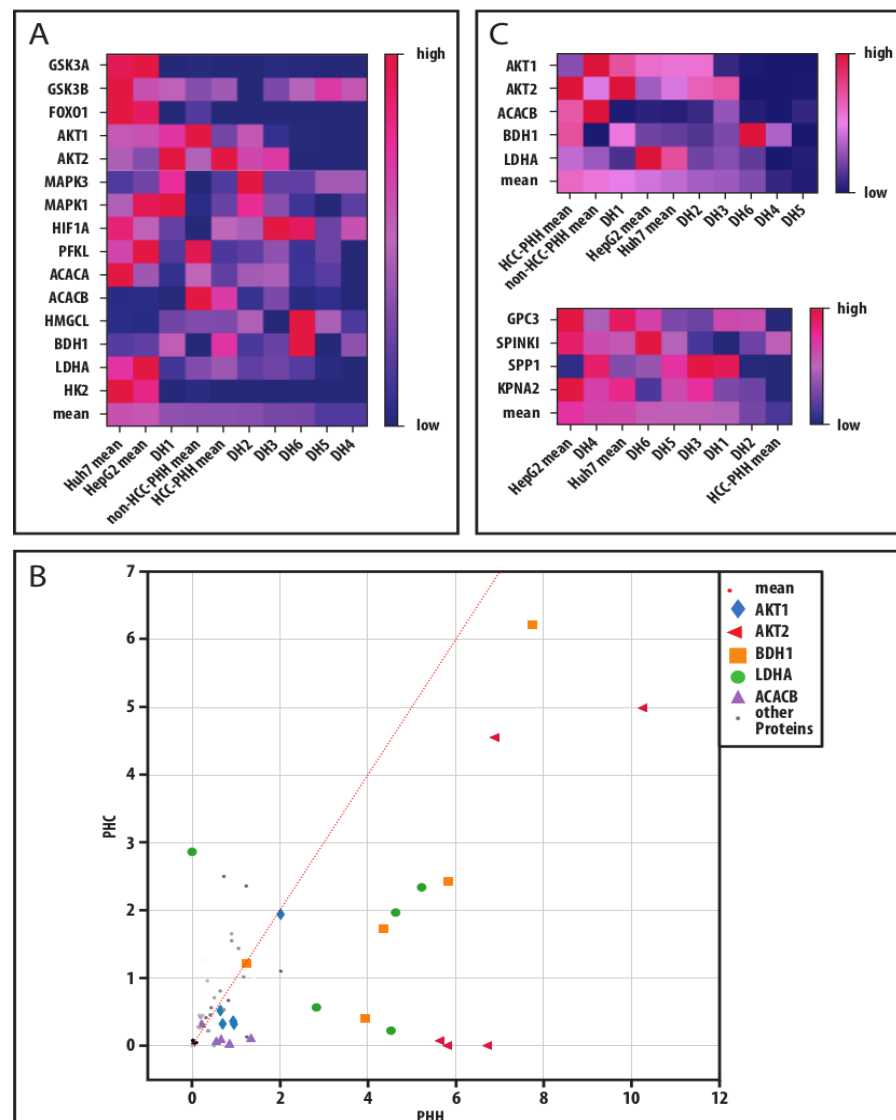 A
GSK3A
GSK3B
FOXO1
AKT1
AKT2
MAPK3
MAPK1
HIF1A
PFKL
ACACA
ACACB
HMGCL
BDH1
LDHA
HK2
mean
Huh7 mean
HepG2 mean
DH1
non-HCC-PHH mean
HCC-PHH mean
DH2
DH3
DH6
DH5
DH4
high
low
C
AKT1
AKT2
ACACB
BDH1
LDHA
mean
HCC-PHH mean
non-HCC-PHH mean
DH1
HepG2 mean
Huh7 mean
DH2
DH3
DH6
DH4
DH5
high
low
GPC3
SPINKI
SPP1
KPNA2
mean
HepG2 mean
DH4
Huh7 mean
DH6
DH5
DH3
DH1
DH2
HCC-PHH mean
high
low
B
PHC
7
6
5
4
3
2
1
0
0 2 4 6 8 10 12
PHH
mean
AKT1
AKT2
BDH1
LDHA
ACACB
other
Proteins